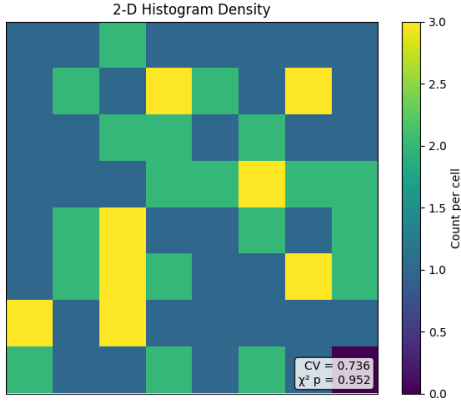 2-D Histogram Density
3.0
2.5
2.0
1.5
1.0
0.5
0.0
Count per cell
CV = 0.736
χ² p = 0.952